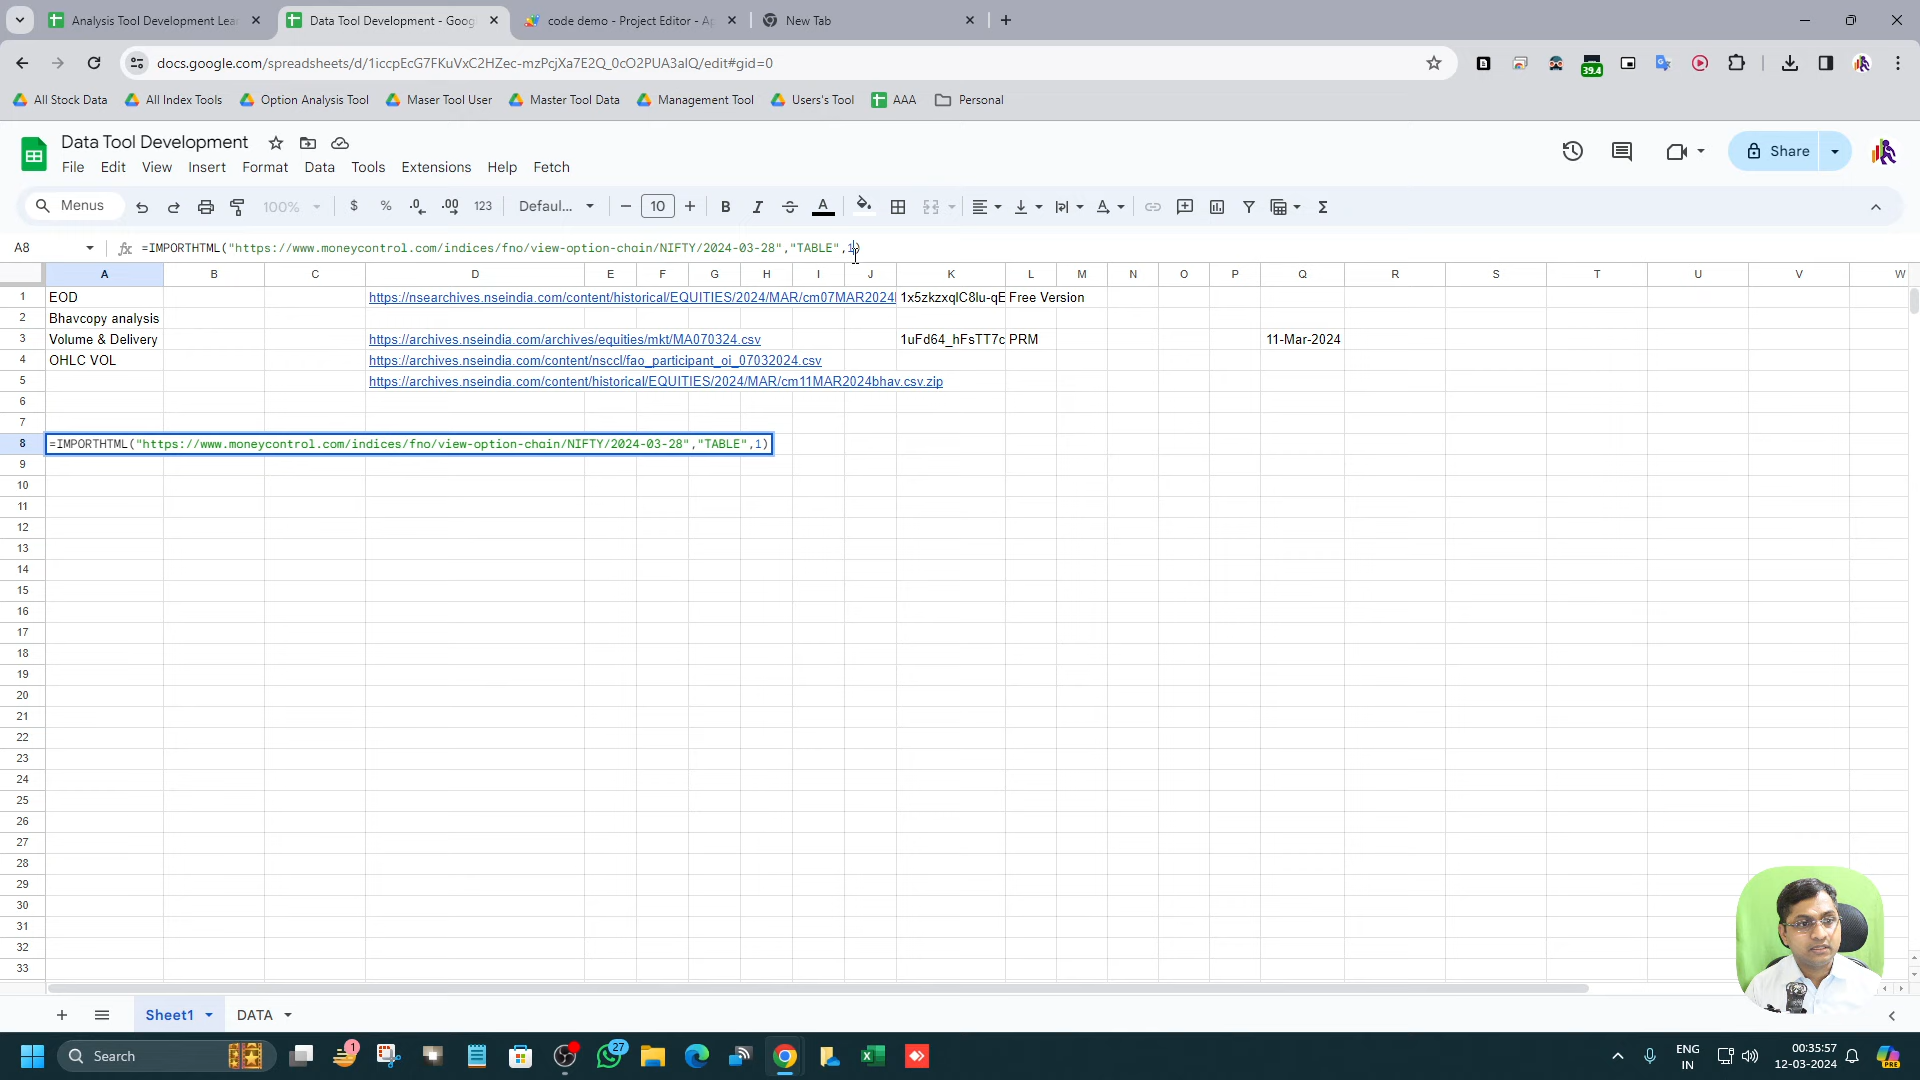 Analysis Tool Development Lear
Data Tool Development - Goog
code demo - Project Editor - Ap
New Tab
docs.google.com/spreadsheets/d/1iccpEcG7FKuVxC2HZec-mzPcjXa7E2Q_0cO2PUA3alQ/edit#gid=0
39.4
All Stock Data
All Index Tools
Option Analysis Tool
Maser Tool User
Master Tool Data
Management Tool
Users's Tool
AAA
Personal
Data Tool Development
File Edit View Insert Format Data Tools Extensions Help Fetch
Share
Menus
100%
$ % .0 .00 123
Defaul...
10
B I A
A8
=IMPORTHTML("https://www.moneycontrol.com/indices/fno/view-option-chain/NIFTY/2024-03-28","TABLE",1)
A B C D E F G H I J K L M N O P Q R S T U V W
1 EOD https://nsearchives.nseindia.com/content/historical/EQUITIES/2024/MAR/cm07MAR2024 1x5zkzxqlC8lu-qE Free Version
2 Bhavcopy analysis
3 Volume & Delivery https://archives.nseindia.com/archives/equities/mkt/MA070324.csv 1uFd64_hFsTT7c PRM 11-Mar-2024
4 OHLC VOL https://archives.nseindia.com/content/nsccl/fao_participant_oi_07032024.csv
5 https://archives.nseindia.com/content/historical/EQUITIES/2024/MAR/cm11MAR2024bhav.csv.zip
6
7
8 =IMPORTHTML("https://www.moneycontrol.com/indices/fno/view-option-chain/NIFTY/2024-03-28","TABLE",1)
9
10
11
12
13
14
15
16
17
18
19
20
21
22
23
24
25
26
27
28
29
30
31
32
33
Sheet1
DATA
Search
1
27
ENG
IN
00:35:57
12-03-2024
PRE